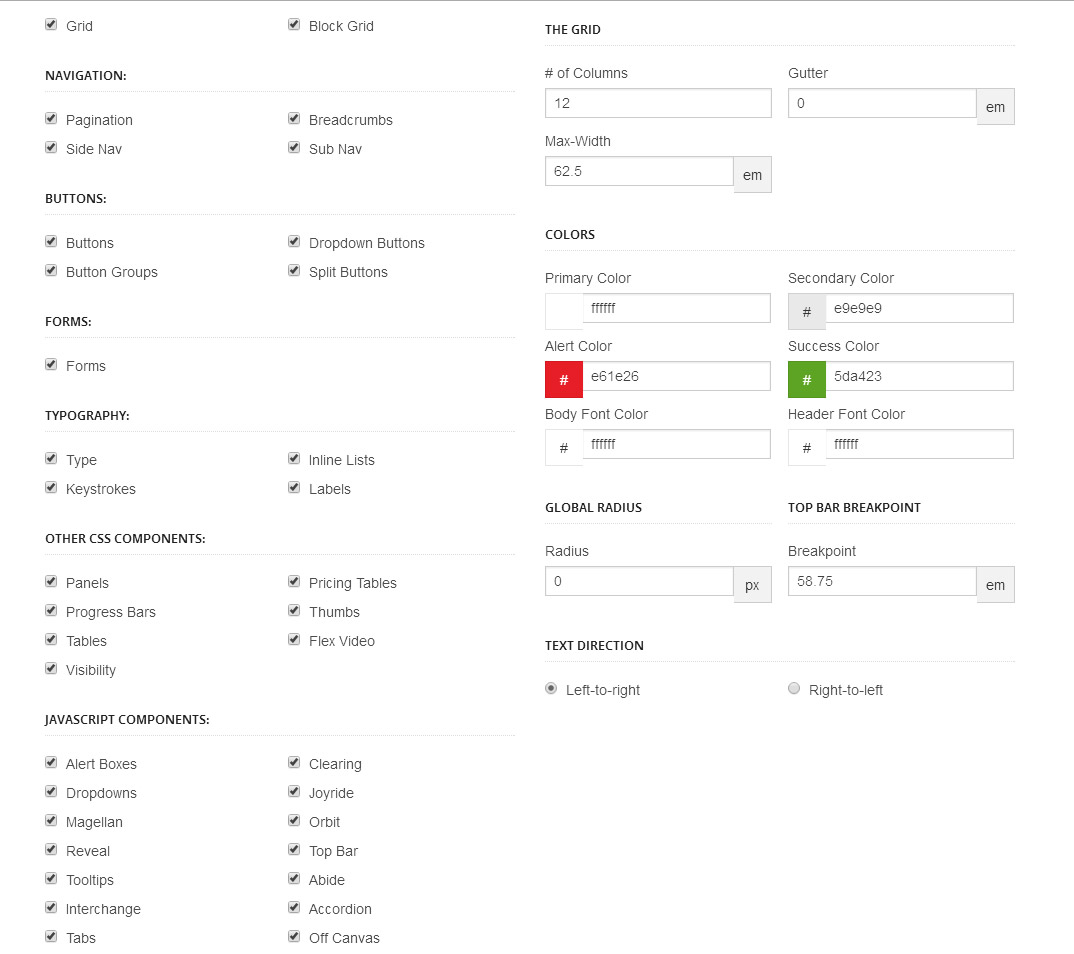 Grid
Block Grid
NAVIGATION:
Pagination
Breadcrumbs
Side Nav
Sub Nav
BUTTONS:
Buttons
Dropdown Buttons
Button Groups
Split Buttons
FORMS:
Forms
TYPOGRAPHY:
Type
Inline Lists
Keystrokes
Labels
OTHER CSS COMPONENTS:
Panels
Pricing Tables
Progress Bars
Thumbs
Tables
Flex Video
Visibility
JAVASCRIPT COMPONENTS:
Alert Boxes
Clearing
Dropdowns
Joyride
Magellan
Orbit
Reveal
Top Bar
Tooltips
Abide
Interchange
Accordion
Tabs
Off Canvas
THE GRID
# of Columns
Gutter
12
0 em
Max-Width
62.5 em
COLORS
Primary Color
Secondary Color
ffffff
# e9e9e9
Alert Color
Success Color
# e61e26
# 5da423
Body Font Color
Header Font Color
# ffffff
# ffffff
GLOBAL RADIUS
TOP BAR BREAKPOINT
Radius
Breakpoint
0 px
58.75 em
TEXT DIRECTION
Left-to-right
Right-to-left